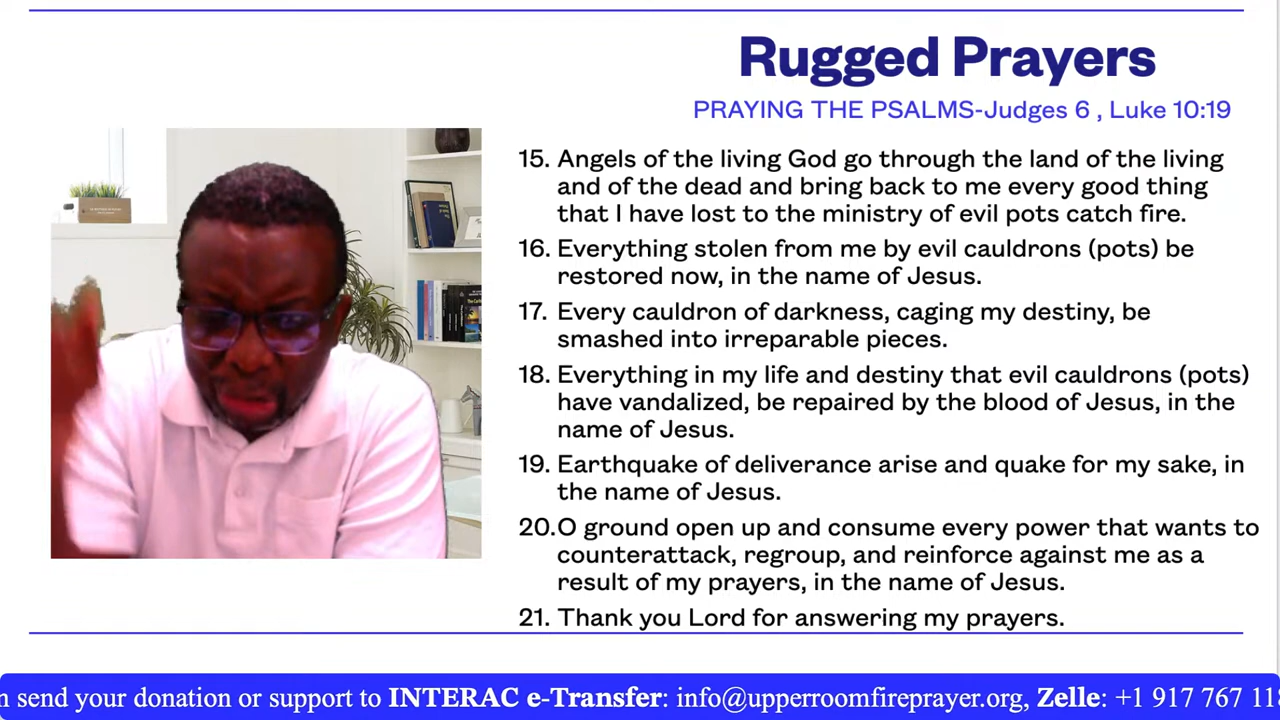 Rugged Prayers
PRAYING THE PSALMS-Judges 6 , Luke 10:19
15. Angels of the living God go through the land of the living
and of the dead and bring back to me every good thing
that I have lost to the ministry of evil pots catch fire.
16. Everything stolen from me by evil cauldrons (pots) be
restored now, in the name of Jesus.
17. Every cauldron of darkness, caging my destiny, be
smashed into irreparable pieces.
18. Everything in my life and destiny that evil cauldrons (pots)
have vandalized, be repaired by the blood of Jesus, in the
name of Jesus.
19. Earthquake of deliverance arise and quake for my sake, in
the name of Jesus.
20.O ground open up and consume every power that wants to
counterattack, regroup, and reinforce against me as a
result of my prayers, in the name of Jesus.
21. Thank you Lord for answering my prayers.
send your donation or support to INTERAC e-Transfer: info@upperroomfireprayer.org, Zelle: +1 917 767 11